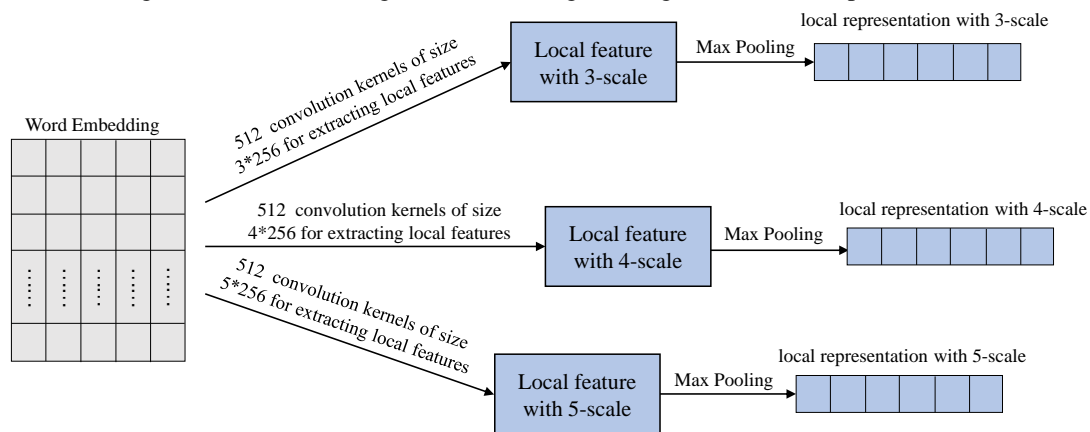 Word Embedding
512 convolution kernels of size
3*256 for extracting local features
Local feature
with 3-scale
Max Pooling
local representation with 3-scale
512 convolution kernels of size
4*256 for extracting local features
Local feature
with 4-scale
Max Pooling
local representation with 4-scale
512 convolution kernels of size
5*256 for extracting local features
Local feature
with 5-scale
Max Pooling
local representation with 5-scale